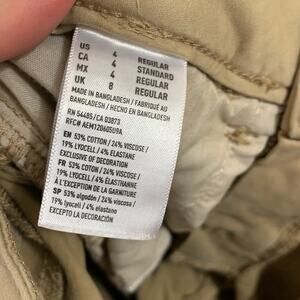 US 4 REGULAR
CA 4 STANDARD
MX 4 REGULAR
UK 8 REGULAR
MADE IN BANGLADESH / FABRIQUÉ AU
BANGLADESH / HECHO EN BANGLADESH
RN 54485/CA 03873
RFC# AEM120605U9A
EN 53% COTTON / 24% VISCOSE /
19% LYOCELL / 4% ELASTANE
EXCLUSIVE OF DECORATION
FR 53% COTON / 24% VISCOSE /
19% LYOCELL / 4% ÉLASTHANNE
À L'EXCEPTION DE LA GARNITURE
SP 53% algodón / 24% viscosa /
19% lyocell / 4% elastano
EXCEPTO LA DECORACIÓN